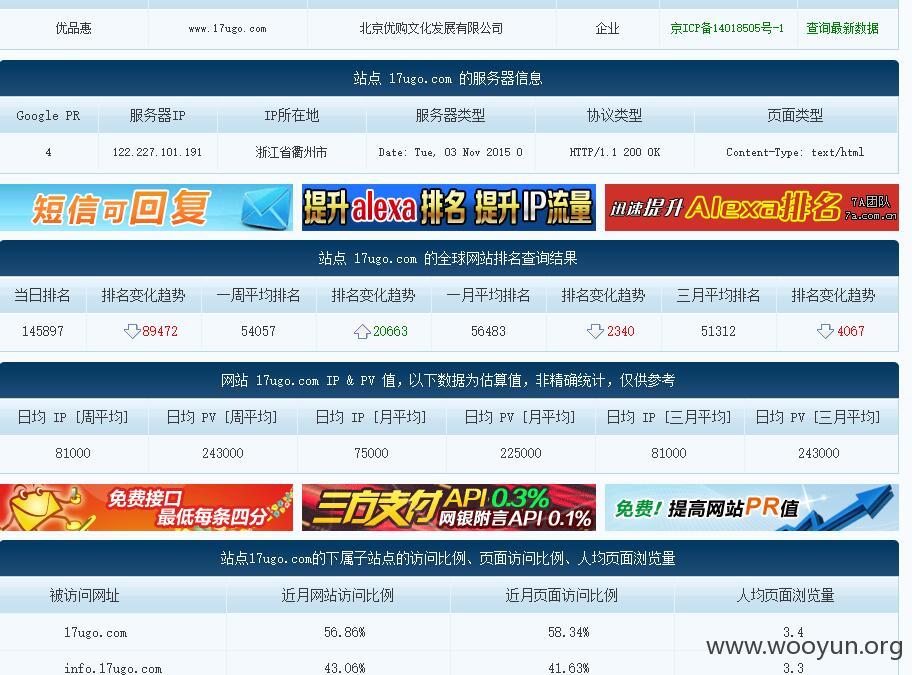 优品惠 www.17ugo.com 北京优购文化发展有限公司 企业 京ICP备14018505号-1 查询最新数据
站点 17ugo.com 的服务器信息
Google PR 服务器IP IP所在地 服务器类型 协议类型 页面类型
4 122.227.101.191 浙江省衢州市 Date: Tue, 03 Nov 2015 0 HTTP/1.1 200 OK Content-Type: text/html
短信可回复 提升alexa排名 提升IP流量 迅速提升Alexa排名 7A团队 7a.com.cn
站点 17ugo.com 的全球网站排名查询结果
当日排名 排名变化趋势 一周平均排名 排名变化趋势 一月平均排名 排名变化趋势 三月平均排名 排名变化趋势
145897 89472 54057 20663 56483 2340 51312 4067
网站 17ugo.com IP & PV 值，以下数据为估算值，非精确统计，仅供参考
日均 IP [周平均] 日均 PV [周平均] 日均 IP [月平均] 日均 PV [月平均] 日均 IP [三月平均] 日均 PV [三月平均]
81000 243000 75000 225000 81000 243000
免费接口 最低每条四分 三方支付API 0.3% 网银附言API 0.1% 免费! 提高网站PR值
站点17ugo.com的下属子站点的访问比例、页面访问比例、人均页面浏览量
被访问网址 近月网站访问比例 近月页面访问比例 人均页面浏览量
17ugo.com 56.86% 58.34% 3.4
www.wooyun.org
info.17ugo.com 43.06% 41.63% 3.3